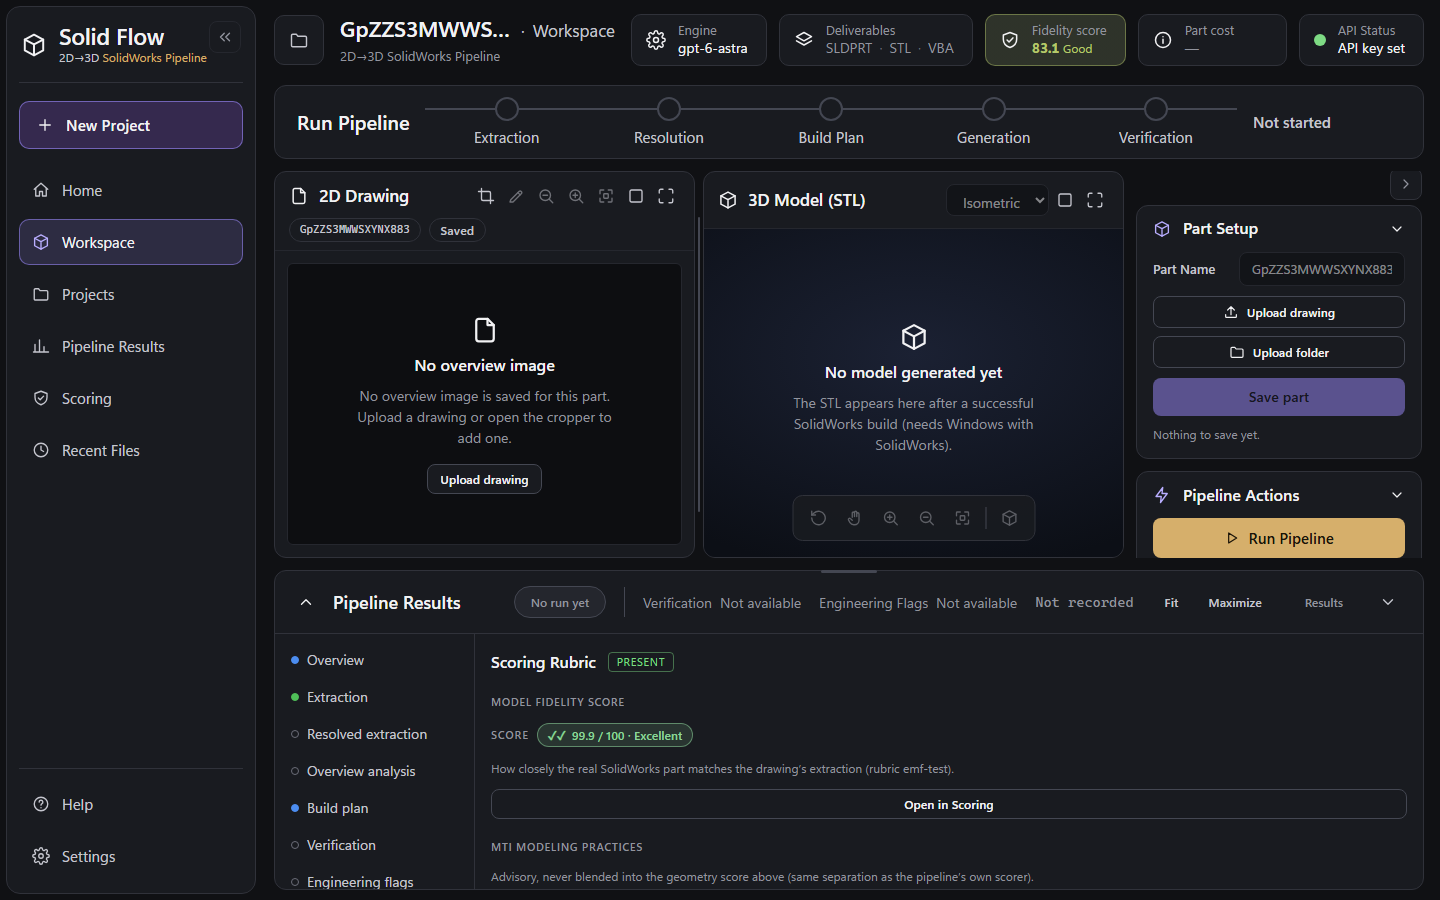 Solid Flow
2D→3D SolidWorks Pipeline
New Project
Home
Workspace
Projects
Pipeline Results
Scoring
Recent Files
Help
Settings
GpZZS3MWWS... · Workspace
2D→3D SolidWorks Pipeline
Engine
gpt-6-astra
Deliverables
SLDPRT · STL · VBA
Fidelity score
83.1 Good
Part cost
—
API Status
API key set
Run Pipeline
Extraction
Resolution
Build Plan
Generation
Verification
Not started
2D Drawing
GpZZS3MWWSXYNX883
Saved
No overview image
No overview image is saved for this part.
Upload a drawing or open the cropper to
add one.
Upload drawing
3D Model (STL)
Isometric
No model generated yet
The STL appears here after a successful
SolidWorks build (needs Windows with
SolidWorks).
Part Setup
Part Name
GpZZS3MWWSXYNX883
Upload drawing
Upload folder
Save part
Nothing to save yet.
Pipeline Actions
Run Pipeline
Pipeline Results
No run yet
Verification Not available
Engineering Flags Not available
Not recorded
Fit
Maximize
Results
Overview
Extraction
Resolved extraction
Overview analysis
Build plan
Verification
Engineering flags
Scoring Rubric
PRESENT
MODEL FIDELITY SCORE
SCORE
✓✓ 99.9 / 100 · Excellent
How closely the real SolidWorks part matches the drawing's extraction (rubric emf-test).
Open in Scoring
MTI MODELING PRACTICES
Advisory, never blended into the geometry score above (same separation as the pipeline's own scorer).